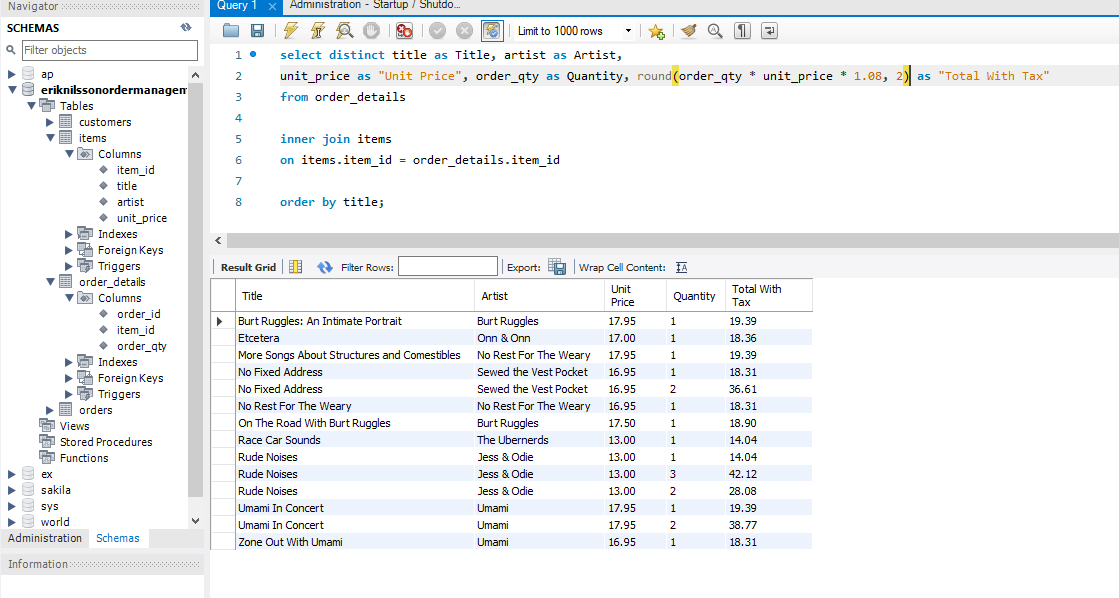 Navigator
Query 1 ×
Administration - Startup / Shutdo...
SCHEMAS
Filter objects
ap
eriknilssonordermanagem
Tables
customers
items
Columns
item_id
title
artist
unit_price
Indexes
Foreign Keys
Triggers
order_details
Columns
order_id
item_id
order_qty
Indexes
Foreign Keys
Triggers
orders
Views
Stored Procedures
Functions
ex
sakila
sys
world
Administration Schemas
Information
Limit to 1000 rows
1 select distinct title as Title, artist as Artist,
2 unit_price as "Unit Price", order_qty as Quantity, round(order_qty * unit_price * 1.08, 2) as "Total With Tax"
3 from order_details
4
5 inner join items
6 on items.item_id = order_details.item_id
7
8 order by title;
Result Grid Filter Rows: Export: Wrap Cell Content:
Title Artist Unit Price Quantity Total With Tax
Burt Ruggles: An Intimate Portrait Burt Ruggles 17.95 1 19.39
Etcetera Onn & Onn 17.00 1 18.36
More Songs About Structures and Comestibles No Rest For The Weary 17.95 1 19.39
No Fixed Address Sewed the Vest Pocket 16.95 1 18.31
No Fixed Address Sewed the Vest Pocket 16.95 2 36.61
No Rest For The Weary No Rest For The Weary 16.95 1 18.31
On The Road With Burt Ruggles Burt Ruggles 17.50 1 18.90
Race Car Sounds The Ubernerds 13.00 1 14.04
Rude Noises Jess & Odie 13.00 1 14.04
Rude Noises Jess & Odie 13.00 3 42.12
Rude Noises Jess & Odie 13.00 2 28.08
Umami In Concert Umami 17.95 1 19.39
Umami In Concert Umami 17.95 2 38.77
Zone Out With Umami Umami 16.95 1 18.31